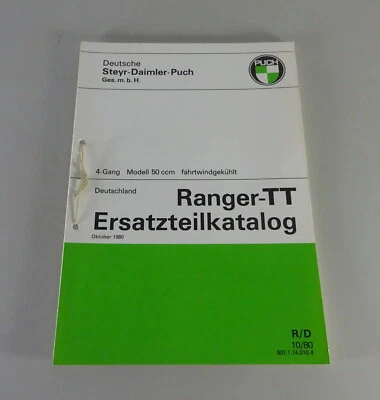 Deutsche
Steyr-Daimler-Puch
Ges.m.b.H.
PUCH
4-Gang Modell 50 ccm fahrtwindgekühlt
Deutschland
Ranger-TT
Ersatzteilkatalog
Oktober 1980
R/D
10/80